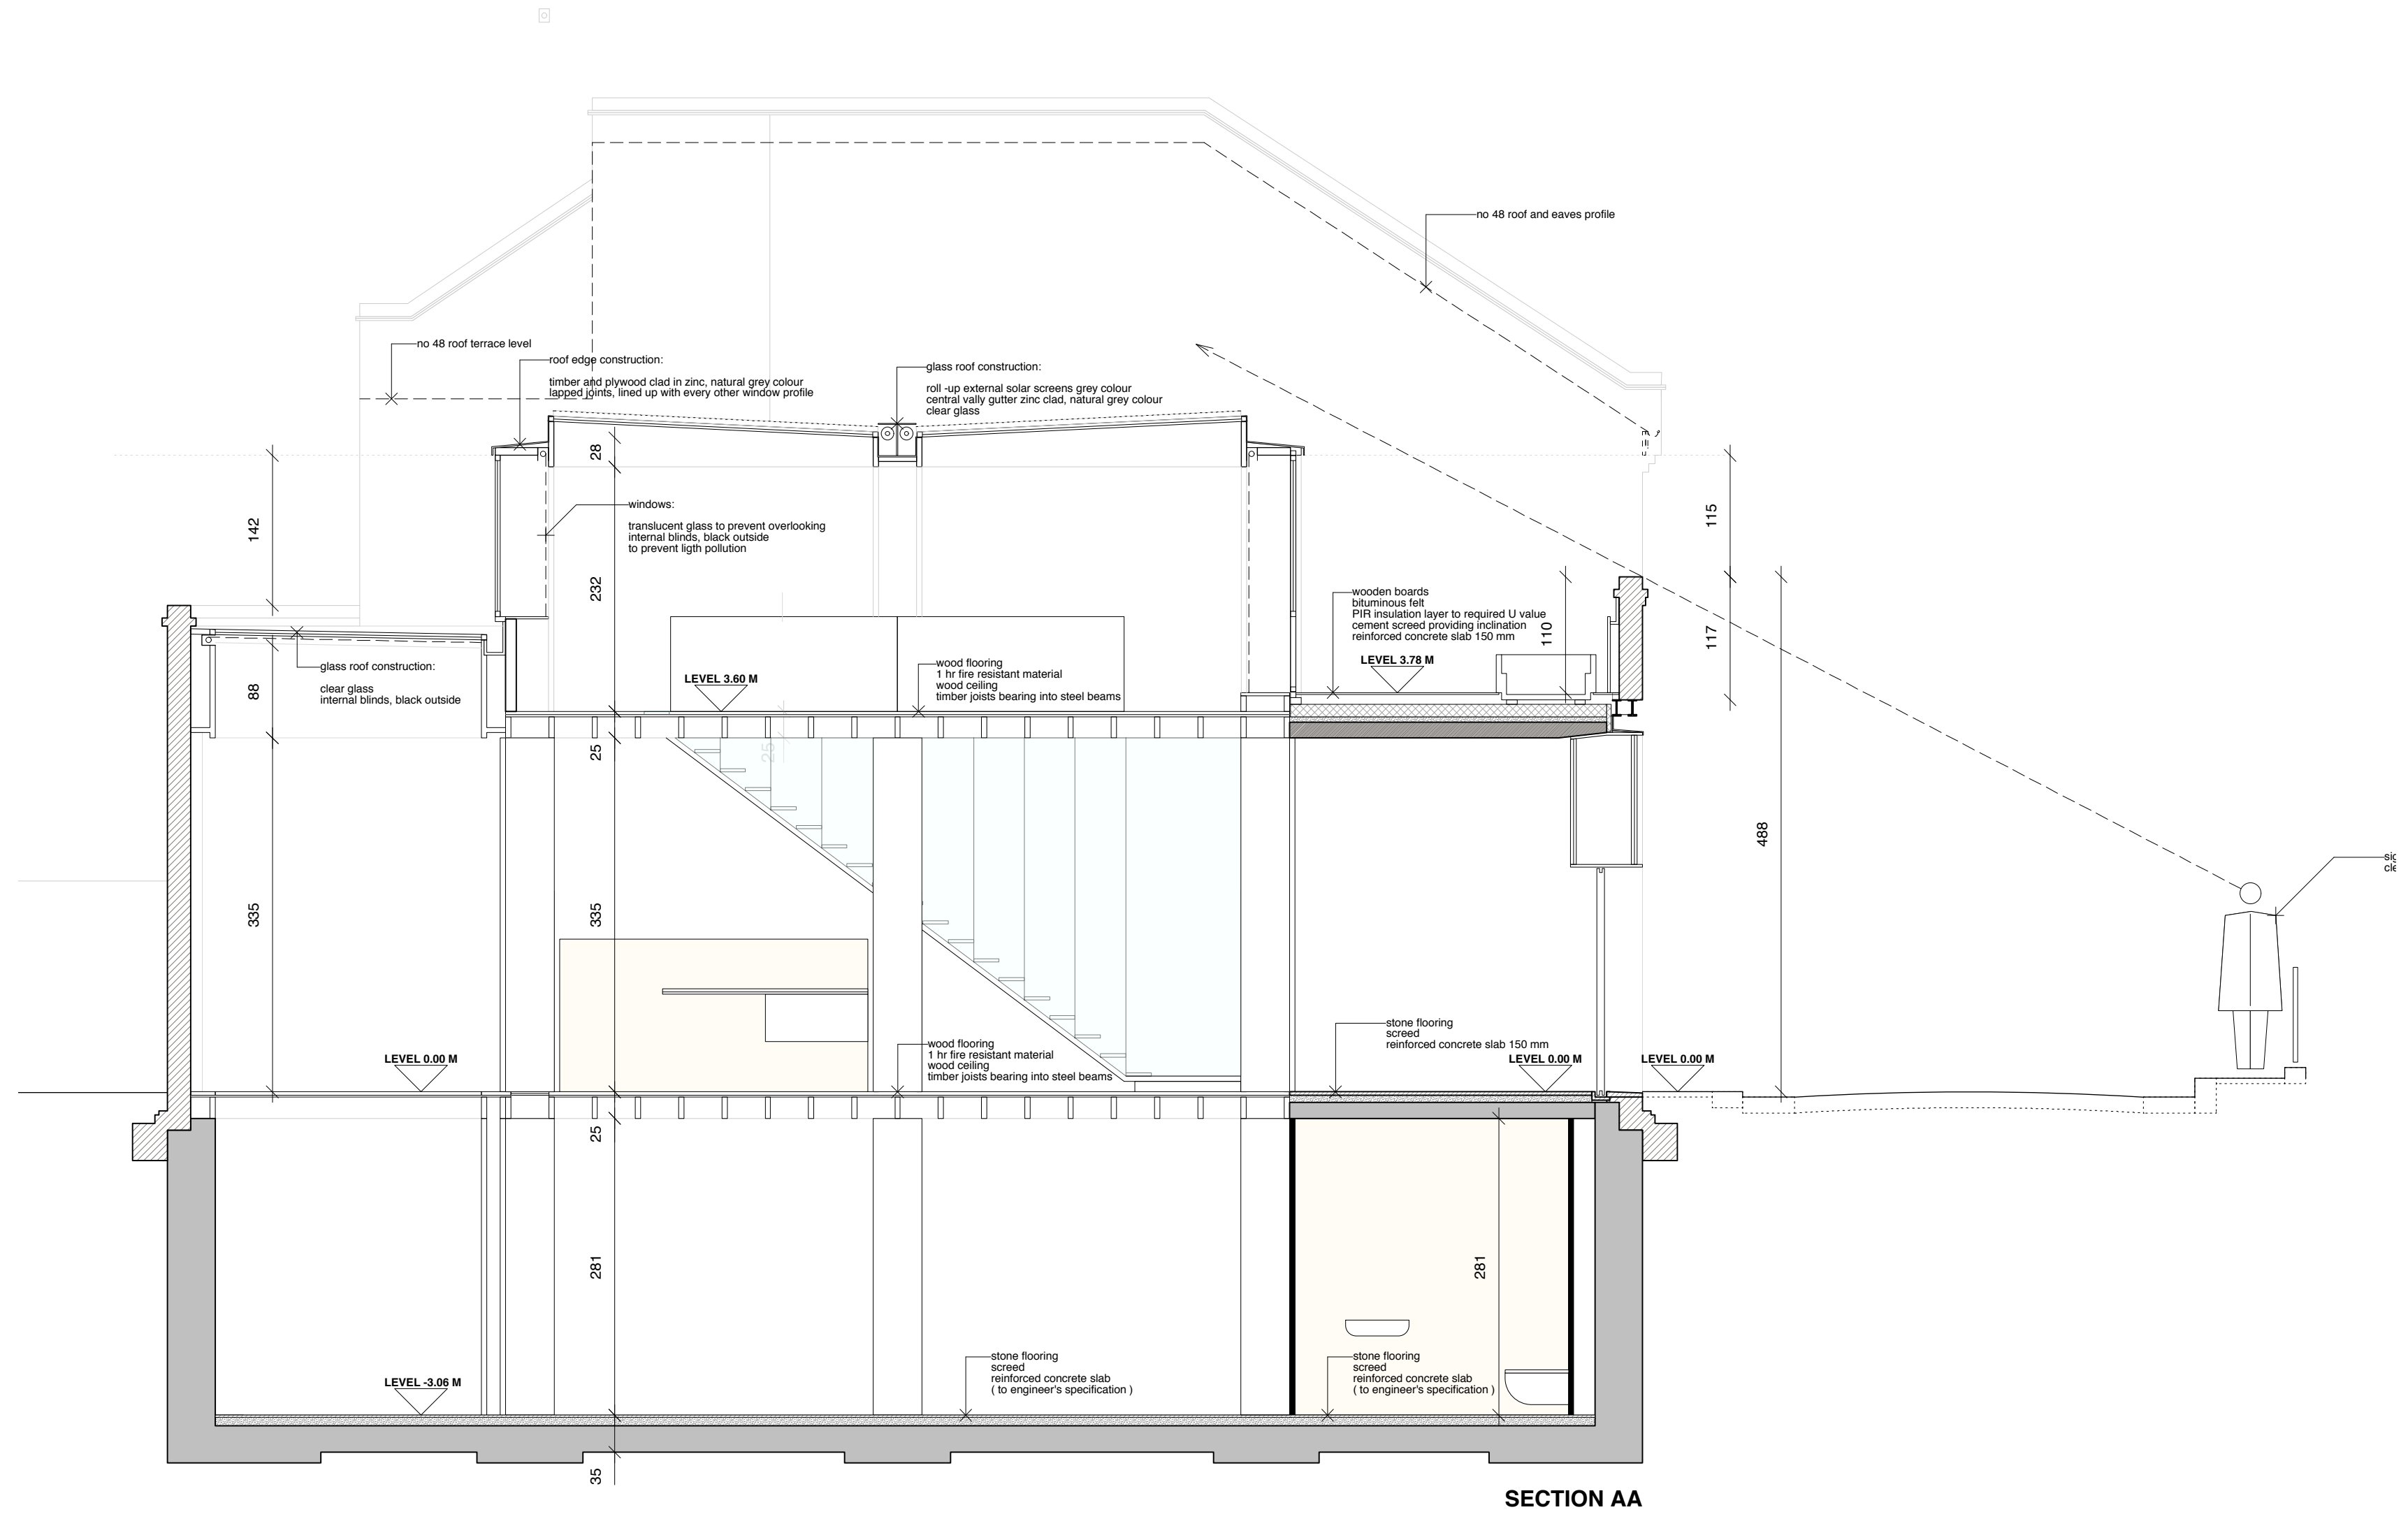 no 48 roof and eaves profile
no 48 roof terrace level
roof edge construction:
timber and plywood clad in zinc, natural grey colour
lapped joints, lined up with every other window profile
glass roof construction:
roll -up external solar screens grey colour
central vally gutter zinc clad, natural grey colour
clear glass
28
142
115
windows:
translucent glass to prevent overlooking
internal blinds, black outside
to prevent ligth pollution
232
wooden boards
bituminous felt
PIR insulation layer to required U value
cement screed providing inclination
reinforced concrete slab 150 mm
110
117
glass roof construction:
clear glass
internal blinds, black outside
88
LEVEL 3.60 M
wood flooring
1 hr fire resistant material
wood ceiling
timber joists bearing into steel beams
LEVEL 3.78 M
25
25
488
335
335
stone flooring
screed
reinforced concrete slab 150 mm
wood flooring
1 hr fire resistant material
wood ceiling
timber joists bearing into steel beams
LEVEL 0.00 M
LEVEL 0.00 M
LEVEL 0.00 M
25
281
281
stone flooring
screed
reinforced concrete slab
( to engineer's specification )
stone flooring
screed
reinforced concrete slab
( to engineer's specification )
LEVEL -3.06 M
35
SECTION AA